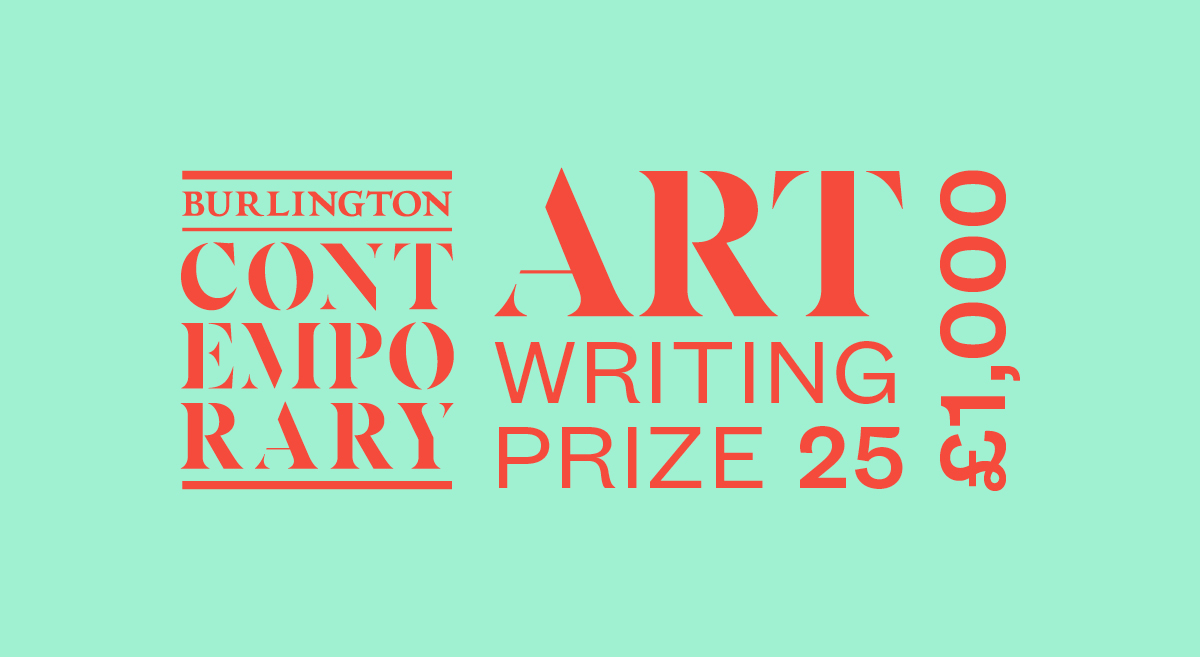 BURLINGTON
CONT
EMPO
RARY
ART
WRITING
PRIZE 25
£1,000